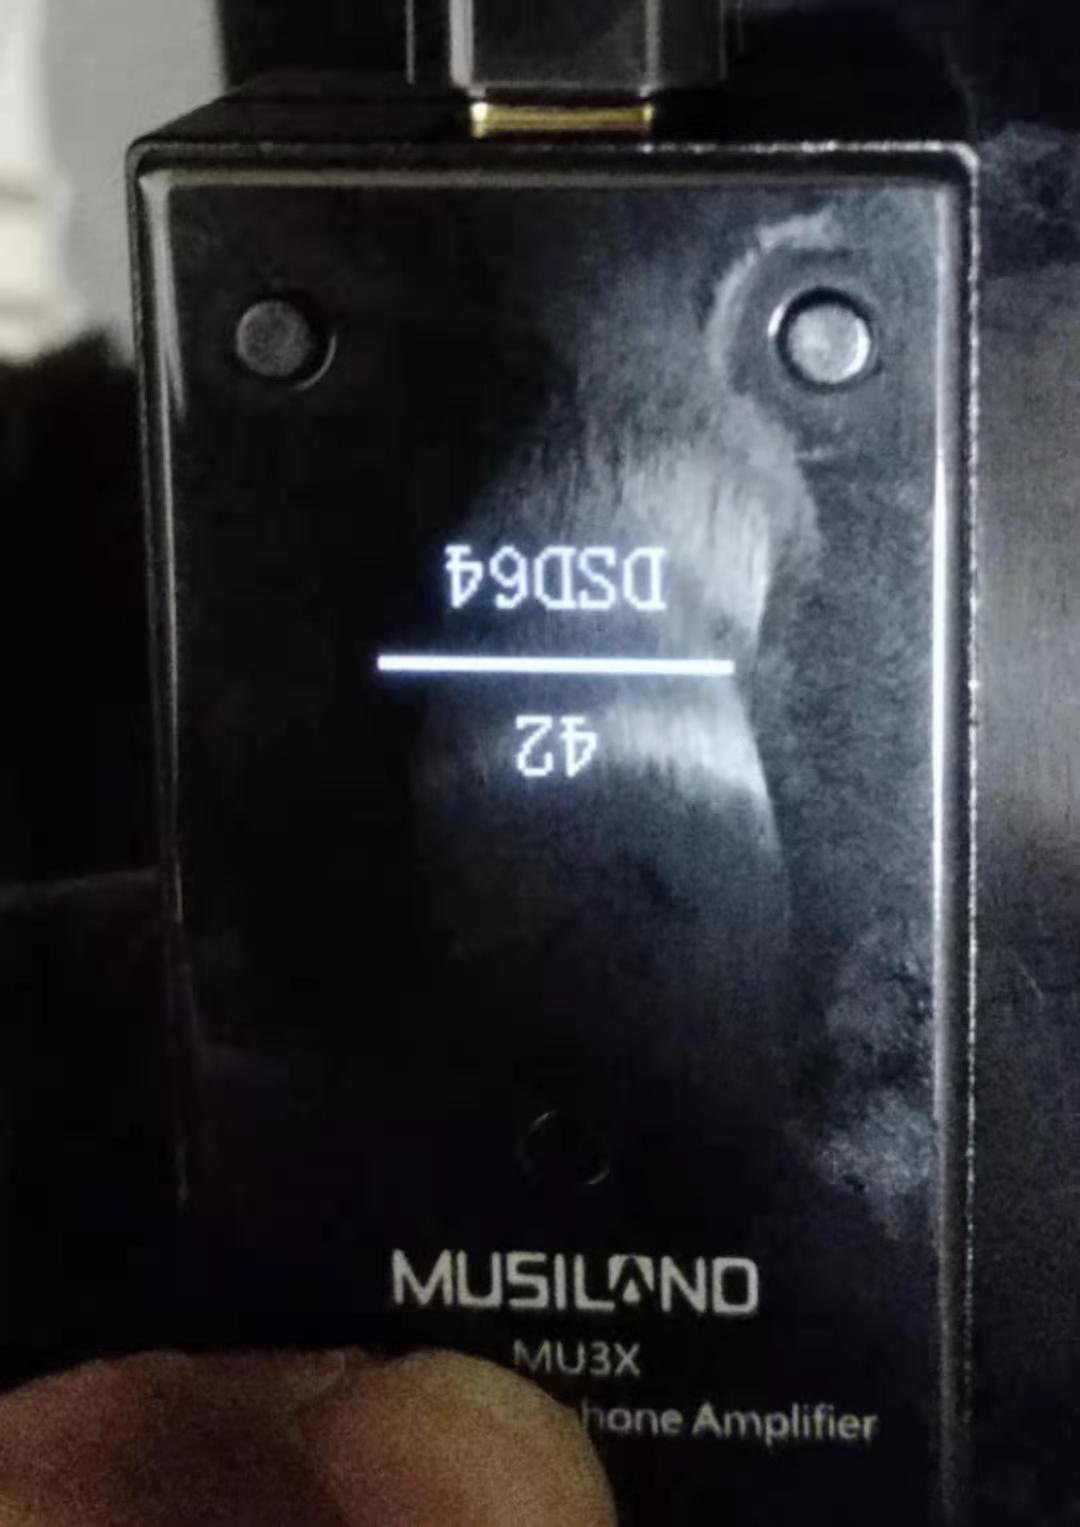 DSD64
42
MUSILAND
MU3X
hone Amplifier